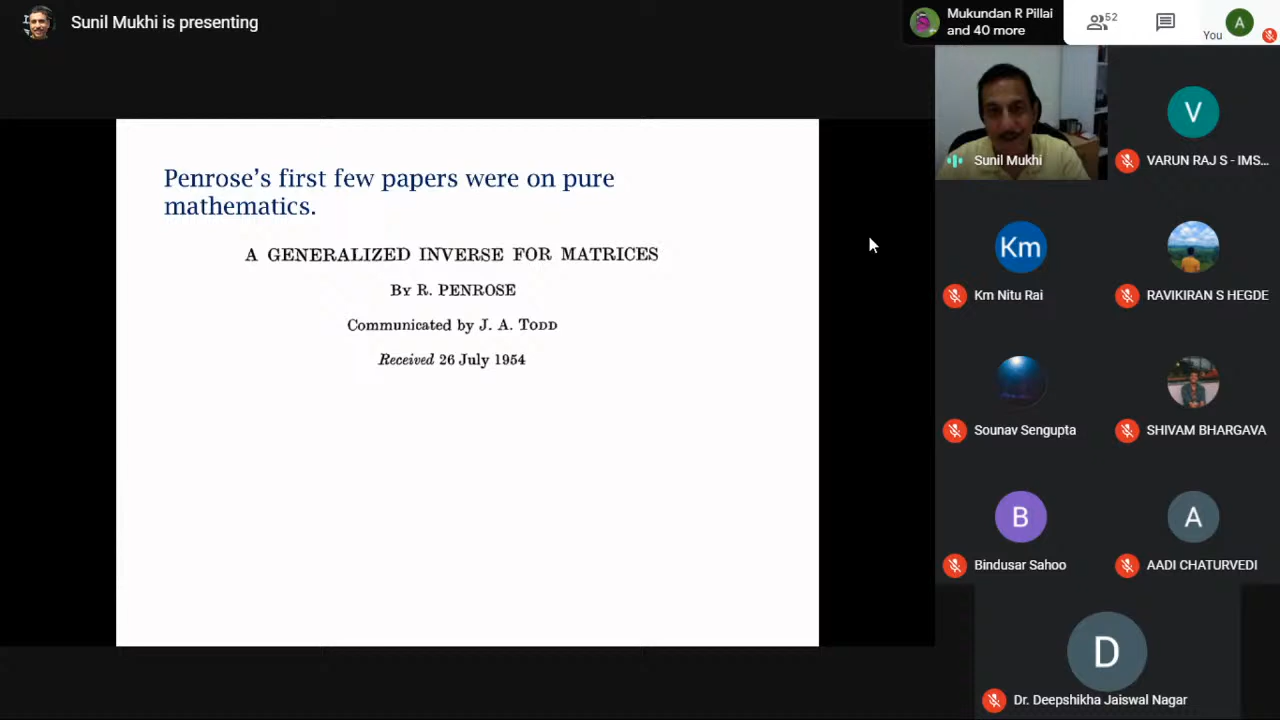 Sunil Mukhi is presenting
Mukundan R Pillai
and 40 more
52
You
A
Penrose's first few papers were on pure
mathematics.
A GENERALIZED INVERSE FOR MATRICES
By R. PENROSE
Communicated by J. A. Todd
Received 26 July 1954
Sunil Mukhi
V
VARUN RAJ S - IMS...
Km
Km Nitu Rai
RAVIKIRAN S HEGDE
Sounav Sengupta
SHIVAM BHARGAVA
B
Bindusar Sahoo
A
AADI CHATURVEDI
D
Dr. Deepshikha Jaiswal Nagar